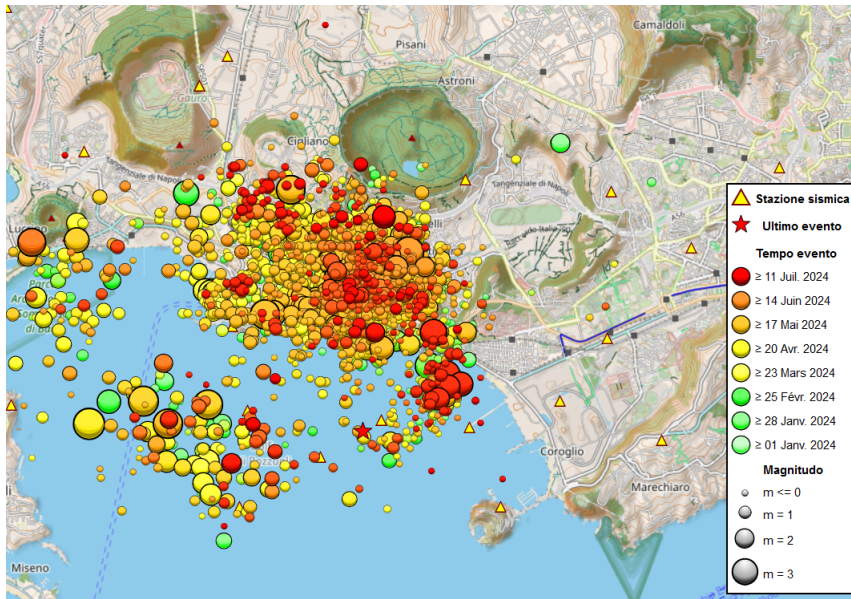 Camaldoli
Pisani
Astroni
Gauro
Cigliano
Tangenziale di Napoli
Tangenziale di Napoli
A56
A56
Coroglio
Marechiaro
Miseno
Stazione sismica
Ultimo evento
Tempo evento
≥ 11 Juil. 2024
≥ 14 Juin 2024
≥ 17 Mai 2024
≥ 20 Avr. 2024
≥ 23 Mars 2024
≥ 25 Févr. 2024
≥ 28 Janv. 2024
≥ 01 Janv. 2024
Magnitudo
m <= 0
m = 1
m = 2
m = 3